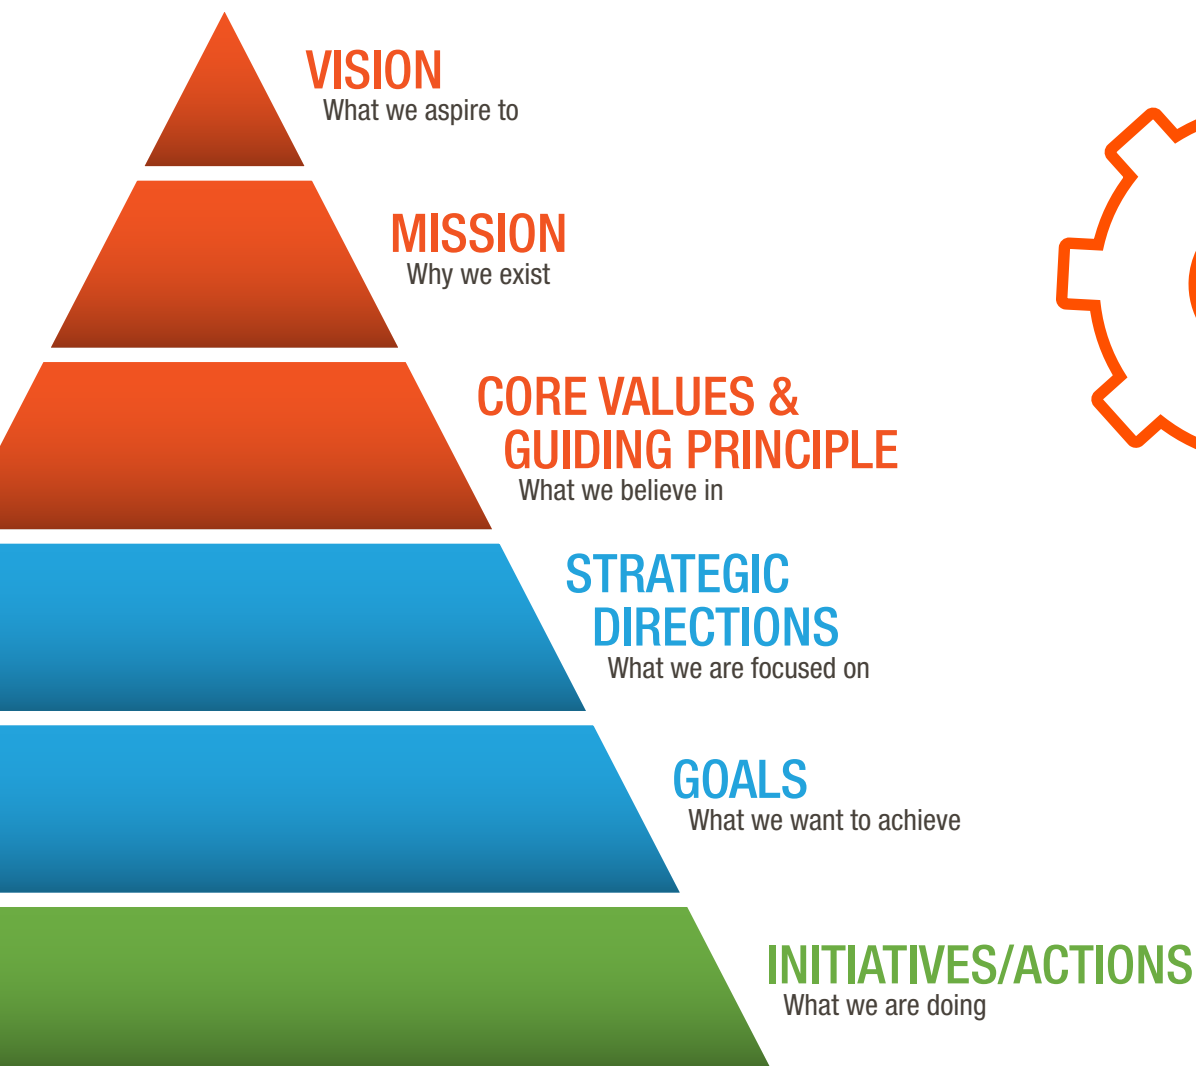 VISION
What we aspire to
MISSION
Why we exist
CORE VALUES &
GUIDING PRINCIPLE
What we believe in
STRATEGIC
DIRECTIONS
What we are focused on
GOALS
What we want to achieve
INITIATIVES/ACTIONS
What we are doing